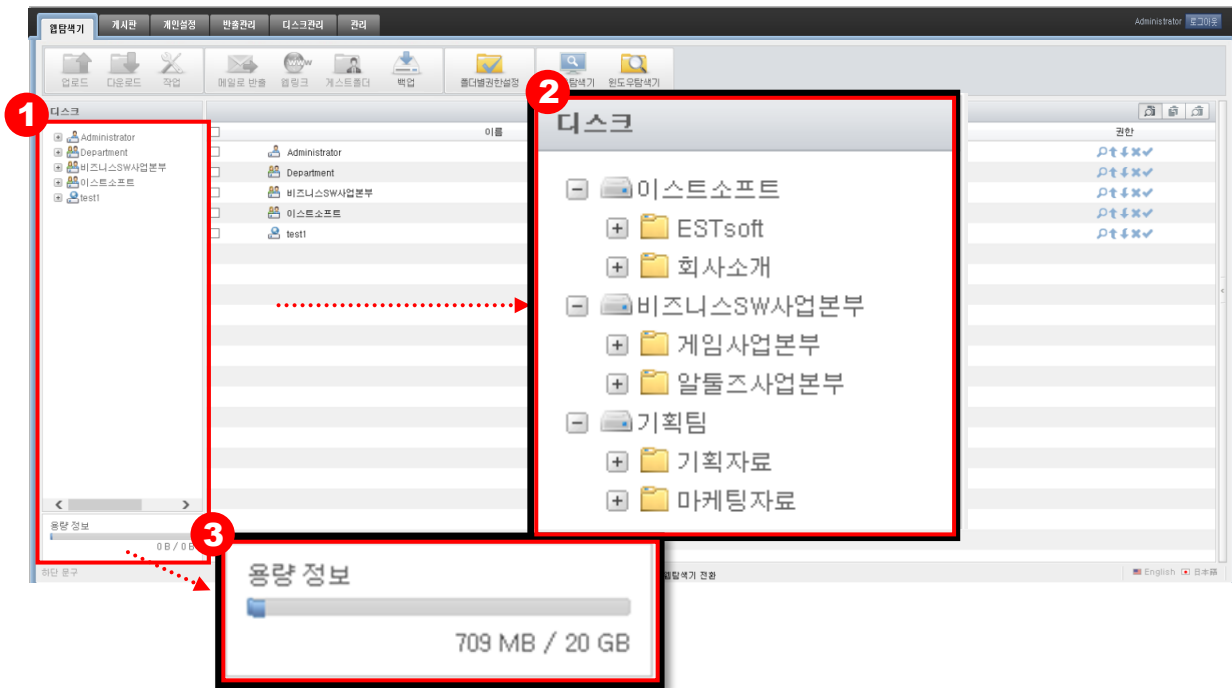 웹탐색기 게시판 개인설정 반출관리 디스크관리 관리 Administrator 로그아웃
업로드 다운로드 작업 메일로 반출 웹링크 게스트폴더 백업 폴더별권한설정 탐색기 윈도우탐색기
1
디스크
Administrator
Department
비즈니스SW사업본부
이스트소프트
test1
이름 권한
Administrator
Department
비즈니스SW사업본부
이스트소프트
test1
2
디스크
이스트소프트
ESTsoft
회사소개
비즈니스SW사업본부
게임사업본부
알툴즈사업본부
기획팀
기획자료
마케팅자료
용량 정보
0 B / 0 B
3
용량 정보
709 MB / 20 GB
하단 문구 웹탐색기 전환 English 日本語